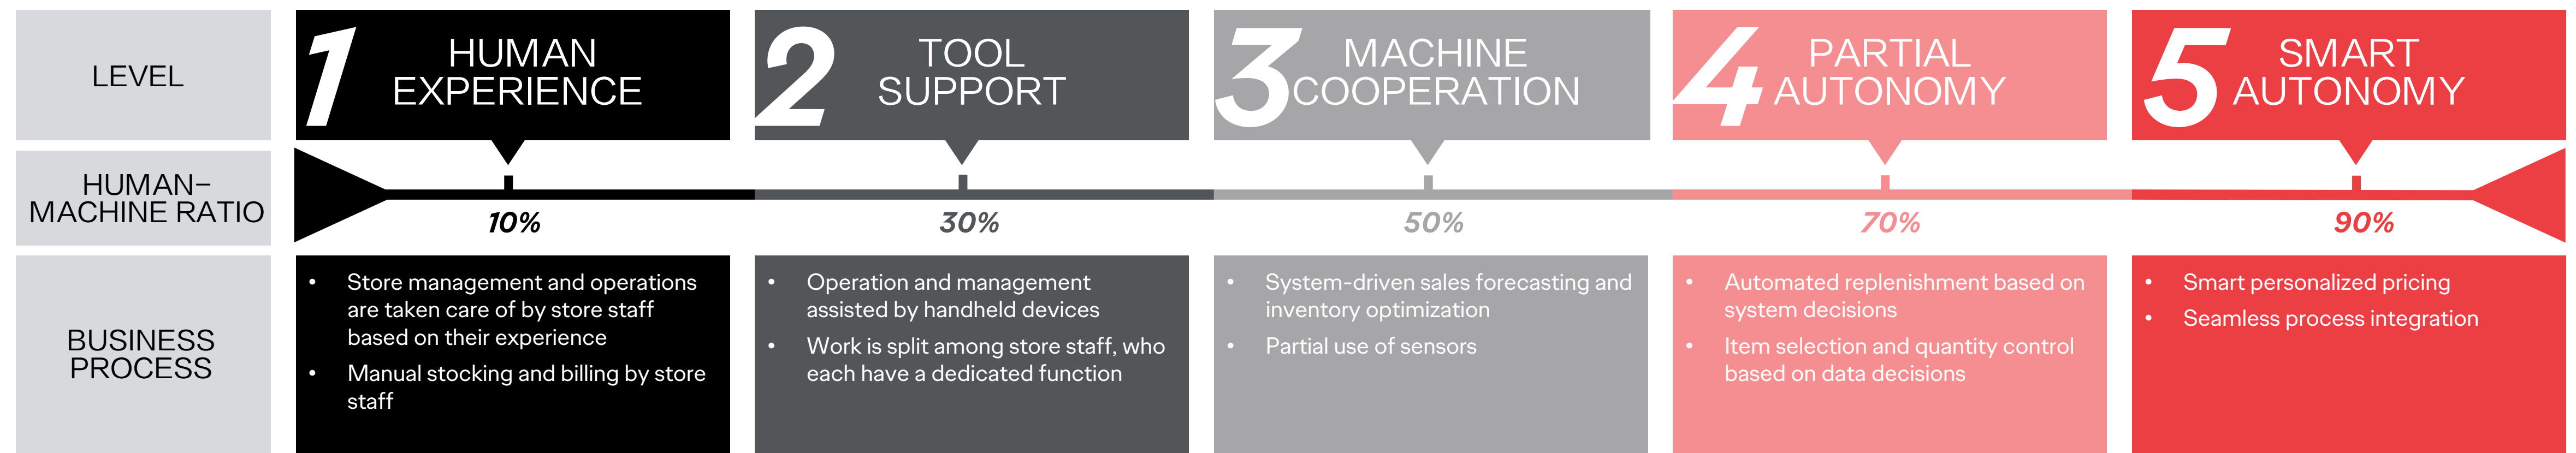 LEVEL
1
HUMAN
EXPERIENCE
2
TOOL
SUPPORT
3
MACHINE
COOPERATION
4
PARTIAL
AUTONOMY
5
SMART
AUTONOMY
HUMAN–
MACHINE RATIO
10%
30%
50%
70%
90%
BUSINESS
PROCESS
• Store management and operations
are taken care of by store staff
based on their experience
• Manual stocking and billing by store
staff
• Operation and management
assisted by handheld devices
• Work is split among store staff, who
each have a dedicated function
• System-driven sales forecasting and
inventory optimization
• Partial use of sensors
• Automated replenishment based on
system decisions
• Item selection and quantity control
based on data decisions
• Smart personalized pricing
• Seamless process integration